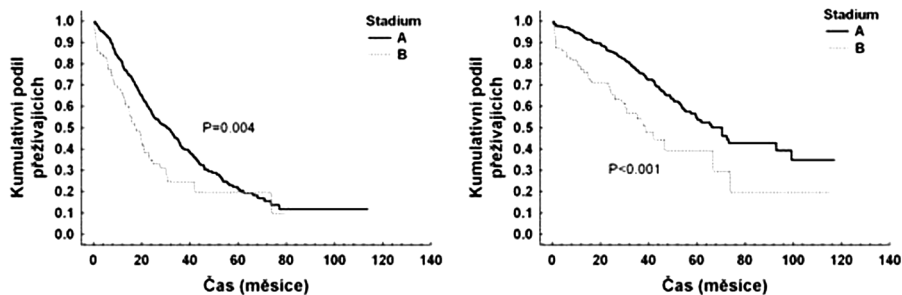 Stadium
A
B
1.0
0.9
0.8
0.7
0.6
0.5
0.4
0.3
0.2
0.1
0.0
Kumulativní podíl
přežívajících
P=0.004
0 20 40 60 80 100 120 140
Čas (měsíce)
Stadium
A
B
1.0
0.9
0.8
0.7
0.6
0.5
0.4
0.3
0.2
0.1
0.0
Kumulativní podíl
přežívajících
P<0.001
0 20 40 60 80 100 120 140
Čas (měsíce)